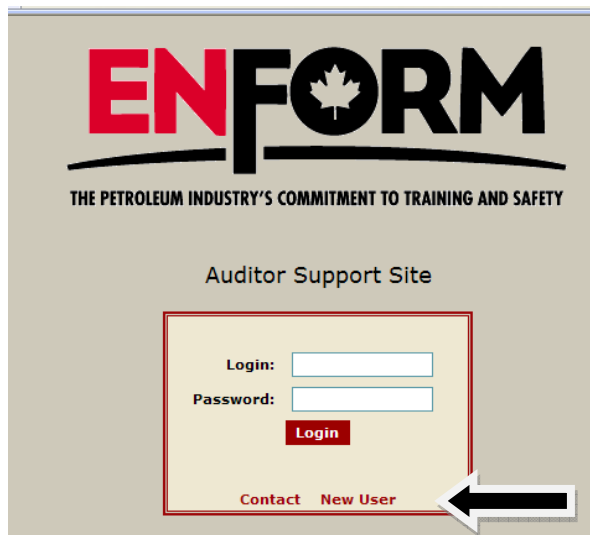 ENFORM
THE PETROLEUM INDUSTRY'S COMMITMENT TO TRAINING AND SAFETY
Auditor Support Site
Login:
Password:
Login
Contact New User